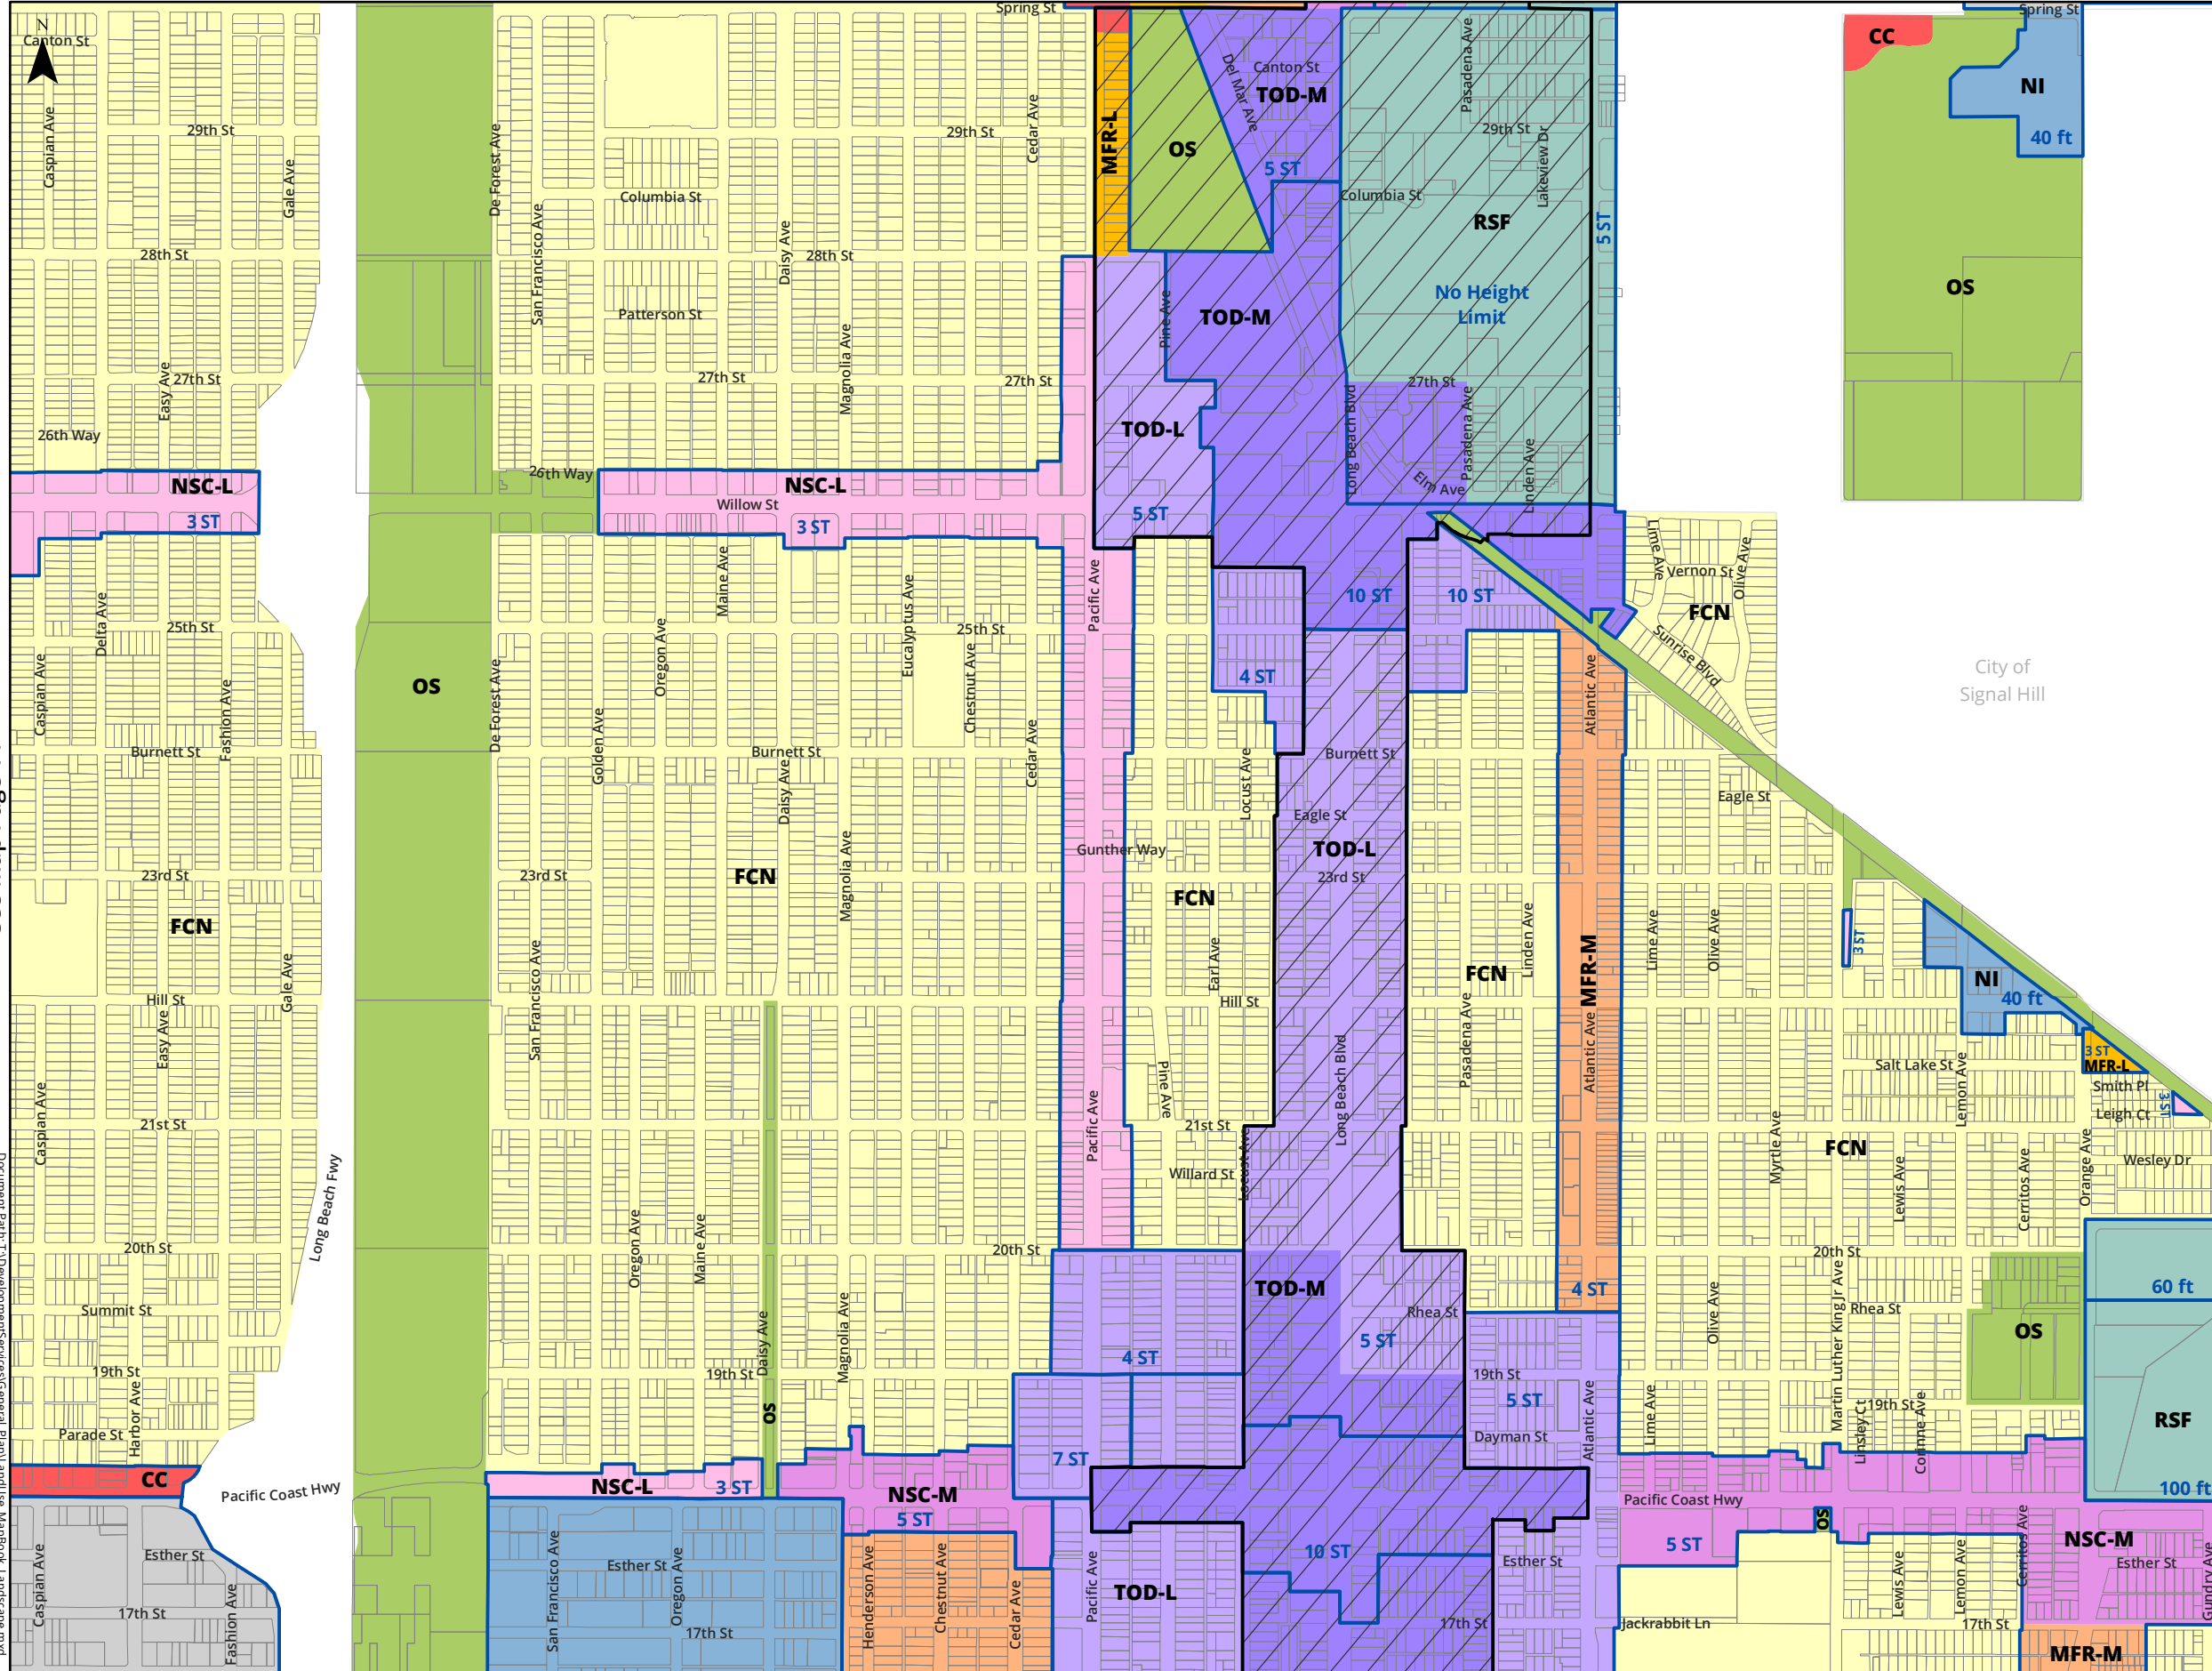 Spring St
Spring St
N
Canton St
CC
Canton St
TOD-M
NI
Pasadena Ave
Del Mar Ave
Caspian Ave
29th St
29th St
Cedar Ave
MFR-L
OS
29th St
40 ft
De Forest Ave
Gale Ave
5 ST
Lakeview Dr
Columbia St
Columbia St
RSF
5 ST
San Francisco Ave
Daisy Ave
28th St
28th St
OS
No Height
Limit
Patterson St
Pine Ave
TOD-M
Magnolia Ave
Easy Ave
27th St
27th St
27th St
27th St
26th Way
TOD-L
Long Beach Blvd
Pasadena Ave
Linden Ave
26th Way
NSC-L
NSC-L
Elm Ave
Willow St
3 ST
3 ST
5 ST
Lime Ave
Olive Ave
Vernon St
Maine Ave
Eucalyptus Ave
Pacific Ave
10 ST
10 ST
FCN
Delta Ave
25th St
25th St
Sunrise Blvd
City of
Signal Hill
Oregon Ave
Chestnut Ave
4 ST
OS
Caspian Ave
Fashion Ave
De Forest Ave
Golden Ave
Atlantic Ave
Burnett St
Burnett St
Cedar Ave
Burnett St
Daisy Ave
Locust Ave
Eagle St
Eagle St
Gunther Way
TOD-L
23rd St
23rd St
FCN
23rd St
Magnolia Ave
FCN
FCN
Linden Ave
Lime Ave
Olive Ave
3 ST
San Francisco Ave
Earl Ave
FCN
MFR-M
NI
Gale Ave
Hill St
Hill St
40 ft
Easy Ave
Pasadena Ave
Atlantic Ave
3 ST
Salt Lake St
Lemon Ave
MFR-L
Pine Ave
Long Beach Blvd
Smith Pl
3 ST
Leigh Ct
Caspian Ave
21st St
Pacific Ave
21st St
Myrtle Ave
FCN
Willard St
Locust Ave
Lewis Ave
Cerritos Ave
Orange Ave
Wesley Dr
Long Beach Fwy
Oregon Ave
Maine Ave
20th St
20th St
20th St
Summit St
Daisy Ave
Magnolia Ave
TOD-M
Rhea St
4 ST
Olive Ave
Martin Luther King Jr Ave
Rhea St
60 ft
OS
5 ST
4 ST
19th St
19th St
19th St
5 ST
Harbor Ave
OS
Parade St
Dayman St
Atlantic Ave
Lime Ave
Linsley Ct
19th St
Corinne Ave
RSF
7 ST
CC
Pacific Coast Hwy
NSC-L
3 ST
NSC-M
5 ST
Pacific Coast Hwy
100 ft
OS
NSC-M
Esther St
Esther St
10 ST
Esther St
5 ST
Esther St
Caspian Ave
Fashion Ave
San Francisco Ave
Oregon Ave
Henderson Ave
Chestnut Ave
Cedar Ave
Pacific Ave
TOD-L
Lewis Ave
Lemon Ave
Cerritos Ave
Gundry Ave
17th St
17th St
17th St
Jackrabbit Ln
17th St
MFR-M